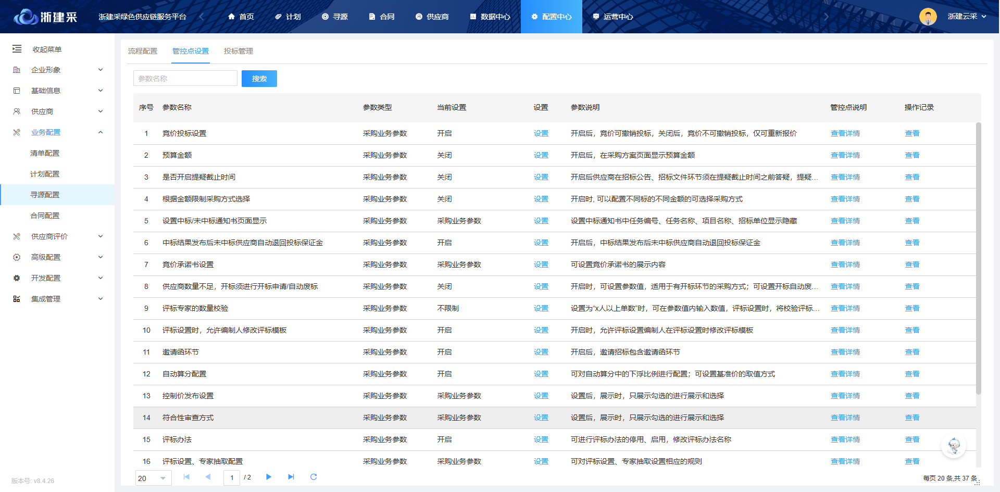 浙建采
浙建采绿色供应链服务平台
首页
计划
寻源
合同
供应商
数据中心
配置中心
运营中心
浙建云采
收起菜单
企业形象
基础信息
供应商
业务配置
清单配置
计划配置
寻源配置
合同配置
供应商评价
高级配置
开发配置
集成管理
版本号: v8.4.26
流程配置 管控点设置 投标管理
参数名称 搜索
序号 参数名称 参数类型 当前设置 设置 参数说明 管控点说明 操作记录
1 竞价投标设置 采购业务参数 开启 设置 开启后，竞价可撤销投标，关闭后，竞价不可撤销投标，仅可重新报价 查看详情 查看
2 预算金额 采购业务参数 关闭 设置 开启后，在采购方案页面显示预算金额 查看详情 查看
3 是否开启提疑截止时间 采购业务参数 关闭 设置 开启后供应商在招标公告、招标文件环节须在提疑截止时间之前答疑，提疑... 查看详情 查看
4 根据金额限制采购方式选择 采购业务参数 关闭 设置 开启时, 可以配置不同标的不同金额的可选择采购方式 查看详情 查看
5 设置中标/未中标通知书页面显示 采购业务参数 采购业务参数 设置 设置中标通知书中任务编号、任务名称、项目名称、招标单位显示隐藏 查看详情 查看
6 中标结果发布后未中标供应商自动退回投标保证金 采购业务参数 开启 设置 开启后，中标结果发布后未中标供应商自动退回投标保证金 查看详情 查看
7 竞价承诺书设置 采购业务参数 采购业务参数 设置 可设置竞价承诺书的展示内容 查看详情 查看
8 供应商数量不足，开标须进行开标申请/自动废标 采购业务参数 关闭 设置 开启时，可设置参数值，适用于有开标环节的采购方式；可设置开标自动废... 查看详情 查看
9 评标专家的数量校验 采购业务参数 不限制 设置 设置为“x人以上单数”时，可在参数值内输入数值，评标设置时，将校验评标... 查看详情 查看
10 评标设置时，允许编制人修改评标模板 采购业务参数 开启 设置 开启时，允许评标设置编制人在评标设置时修改评标模板 查看详情 查看
11 邀请函环节 采购业务参数 开启 设置 开启后，邀请招标包含邀请函环节 查看详情 查看
12 自动算分配置 采购业务参数 开启 设置 可对自动算分中的下浮比例进行配置；可设置基准价的取值方式 查看详情 查看
13 控制价发布设置 采购业务参数 采购业务参数 设置 设置后，展示时，只展示勾选的进行展示和选择 查看详情 查看
14 符合性审查方式 采购业务参数 采购业务参数 设置 设置后，展示时，只展示勾选的进行展示和选择 查看详情 查看
15 评标办法 采购业务参数 开启 设置 可进行评标办法的停用、启用，修改评标办法名称 查看详情 查看
16 评标设置、专家抽取配置 采购业务参数 采购业务参数 设置 可对评标设置、专家抽取设置相应的规则 查看详情 查看
20 1 / 2 每页 20 条,共 37 条